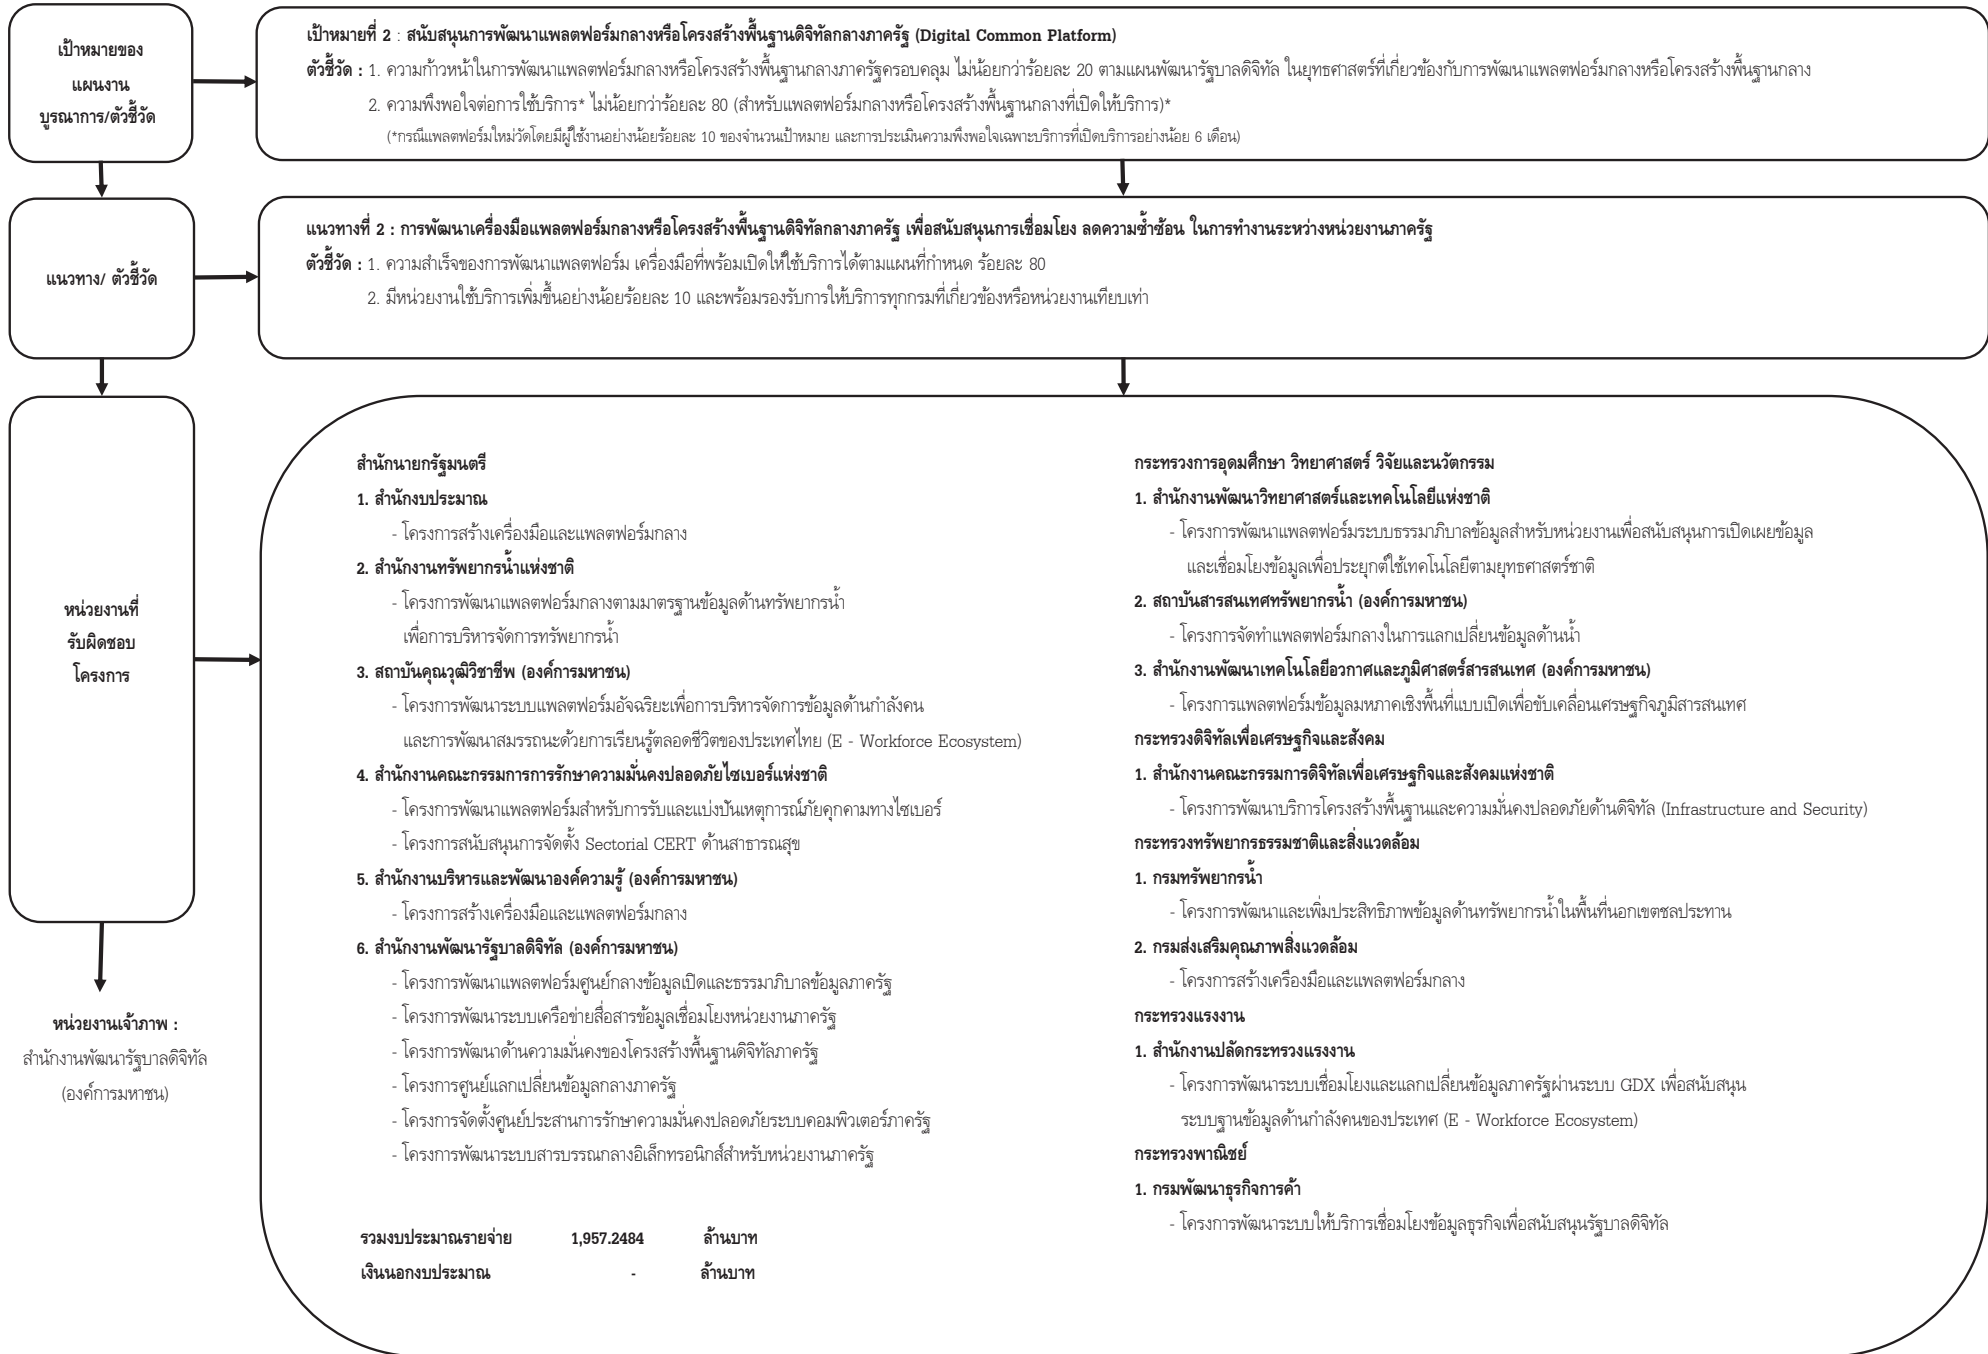 เป้าหมายของ
แผนงาน
บูรณาการ/ตัวชี้วัด
เป้าหมายที่ 2 : สนับสนุนการพัฒนาแพลตฟอร์มกลางหรือโครงสร้างพื้นฐานดิจิทัลกลางภาครัฐ (Digital Common Platform)
ตัวชี้วัด : 1. ความก้าวหน้าในการพัฒนาแพลตฟอร์มกลางหรือโครงสร้างพื้นฐานกลางภาครัฐครอบคลุม ไม่น้อยกว่าร้อยละ 20 ตามแผนพัฒนารัฐบาลดิจิทัล ในยุทธศาสตร์ที่เกี่ยวข้องกับการพัฒนาแพลตฟอร์มกลางหรือโครงสร้างพื้นฐานกลาง
2. ความพึงพอใจต่อการใช้บริการ* ไม่น้อยกว่าร้อยละ 80 (สำหรับแพลตฟอร์มกลางหรือโครงสร้างพื้นฐานกลางที่เปิดให้บริการ)*
(*กรณีแพลตฟอร์มใหม่วัดโดยมีผู้ใช้งานอย่างน้อยร้อยละ 10 ของจำนวนเป้าหมาย และการประเมินความพึงพอใจเฉพาะบริการที่เปิดบริการอย่างน้อย 6 เดือน)
แนวทาง/ ตัวชี้วัด
แนวทางที่ 2 : การพัฒนาเครื่องมือแพลตฟอร์มกลางหรือโครงสร้างพื้นฐานดิจิทัลกลางภาครัฐ เพื่อสนับสนุนการเชื่อมโยง ลดความซ้ำซ้อน ในการทำงานระหว่างหน่วยงานภาครัฐ
ตัวชี้วัด : 1. ความสำเร็จของการพัฒนาแพลตฟอร์ม เครื่องมือที่พร้อมเปิดให้ใช้บริการได้ตามแผนที่กำหนด ร้อยละ 80
2. มีหน่วยงานใช้บริการเพิ่มขึ้นอย่างน้อยร้อยละ 10 และพร้อมรองรับการให้บริการทุกกรมที่เกี่ยวข้องหรือหน่วยงานเทียบเท่า
หน่วยงานที่
รับผิดชอบ
โครงการ
หน่วยงานเจ้าภาพ :
สำนักงานพัฒนารัฐบาลดิจิทัล
(องค์การมหาชน)
สำนักนายกรัฐมนตรี
1. สำนักงบประมาณ
- โครงการสร้างเครื่องมือและแพลตฟอร์มกลาง
2. สำนักงานทรัพยากรน้ำแห่งชาติ
- โครงการพัฒนาแพลตฟอร์มกลางตามมาตรฐานข้อมูลด้านทรัพยากรน้ำ
เพื่อการบริหารจัดการทรัพยากรน้ำ
3. สถาบันคุณวุฒิวิชาชีพ (องค์การมหาชน)
- โครงการพัฒนาระบบแพลตฟอร์มอัจฉริยะเพื่อการบริหารจัดการข้อมูลด้านกำลังคน
และการพัฒนาสมรรถนะด้วยการเรียนรู้ตลอดชีวิตของประเทศไทย (E - Workforce Ecosystem)
4. สำนักงานคณะกรรมการการรักษาความมั่นคงปลอดภัยไซเบอร์แห่งชาติ
- โครงการพัฒนาแพลตฟอร์มสำหรับการรับและแบ่งปันเหตุการณ์ภัยคุกคามทางไซเบอร์
- โครงการสนับสนุนการจัดตั้ง Sectorial CERT ด้านสาธารณสุข
5. สำนักงานบริหารและพัฒนาองค์ความรู้ (องค์การมหาชน)
- โครงการสร้างเครื่องมือและแพลตฟอร์มกลาง
6. สำนักงานพัฒนารัฐบาลดิจิทัล (องค์การมหาชน)
- โครงการพัฒนาแพลตฟอร์มศูนย์กลางข้อมูลเปิดและธรรมาภิบาลข้อมูลภาครัฐ
- โครงการพัฒนาระบบเครือข่ายสื่อสารข้อมูลเชื่อมโยงหน่วยงานภาครัฐ
- โครงการพัฒนาด้านความมั่นคงของโครงสร้างพื้นฐานดิจิทัลภาครัฐ
- โครงการศูนย์แลกเปลี่ยนข้อมูลกลางภาครัฐ
- โครงการจัดตั้งศูนย์ประสานการรักษาความมั่นคงปลอดภัยระบบคอมพิวเตอร์ภาครัฐ
- โครงการพัฒนาระบบสารบรรณกลางอิเล็กทรอนิกส์สำหรับหน่วยงานภาครัฐ
รวมงบประมาณรายจ่าย 1,957.2484 ล้านบาท
เงินนอกงบประมาณ - ล้านบาท
กระทรวงการอุดมศึกษา วิทยาศาสตร์ วิจัยและนวัตกรรม
1. สำนักงานพัฒนาวิทยาศาสตร์และเทคโนโลยีแห่งชาติ
- โครงการพัฒนาแพลตฟอร์มระบบธรรมาภิบาลข้อมูลสำหรับหน่วยงานเพื่อสนับสนุนการเปิดเผยข้อมูล
และเชื่อมโยงข้อมูลเพื่อประยุกต์ใช้เทคโนโลยีตามยุทธศาสตร์ชาติ
2. สถาบันสารสนเทศทรัพยากรน้ำ (องค์การมหาชน)
- โครงการจัดทำแพลตฟอร์มกลางในการแลกเปลี่ยนข้อมูลด้านน้ำ
3. สำนักงานพัฒนาเทคโนโลยีอวกาศและภูมิศาสตร์สารสนเทศ (องค์การมหาชน)
- โครงการแพลตฟอร์มข้อมูลมหภาคเชิงพื้นที่แบบเปิดเพื่อขับเคลื่อนเศรษฐกิจภูมิสารสนเทศ
กระทรวงดิจิทัลเพื่อเศรษฐกิจและสังคม
1. สำนักงานคณะกรรมการดิจิทัลเพื่อเศรษฐกิจและสังคมแห่งชาติ
- โครงการพัฒนาบริการโครงสร้างพื้นฐานและความมั่นคงปลอดภัยด้านดิจิทัล (Infrastructure and Security)
กระทรวงทรัพยากรธรรมชาติและสิ่งแวดล้อม
1. กรมทรัพยากรน้ำ
- โครงการพัฒนาและเพิ่มประสิทธิภาพข้อมูลด้านทรัพยากรน้ำในพื้นที่นอกเขตชลประทาน
2. กรมส่งเสริมคุณภาพสิ่งแวดล้อม
- โครงการสร้างเครื่องมือและแพลตฟอร์มกลาง
กระทรวงแรงงาน
1. สำนักงานปลัดกระทรวงแรงงาน
- โครงการพัฒนาระบบเชื่อมโยงและแลกเปลี่ยนข้อมูลภาครัฐผ่านระบบ GDX เพื่อสนับสนุน
ระบบฐานข้อมูลด้านกำลังคนของประเทศ (E - Workforce Ecosystem)
กระทรวงพาณิชย์
1. กรมพัฒนาธุรกิจการค้า
- โครงการพัฒนาระบบให้บริการเชื่อมโยงข้อมูลธุรกิจเพื่อสนับสนุนรัฐบาลดิจิทัล